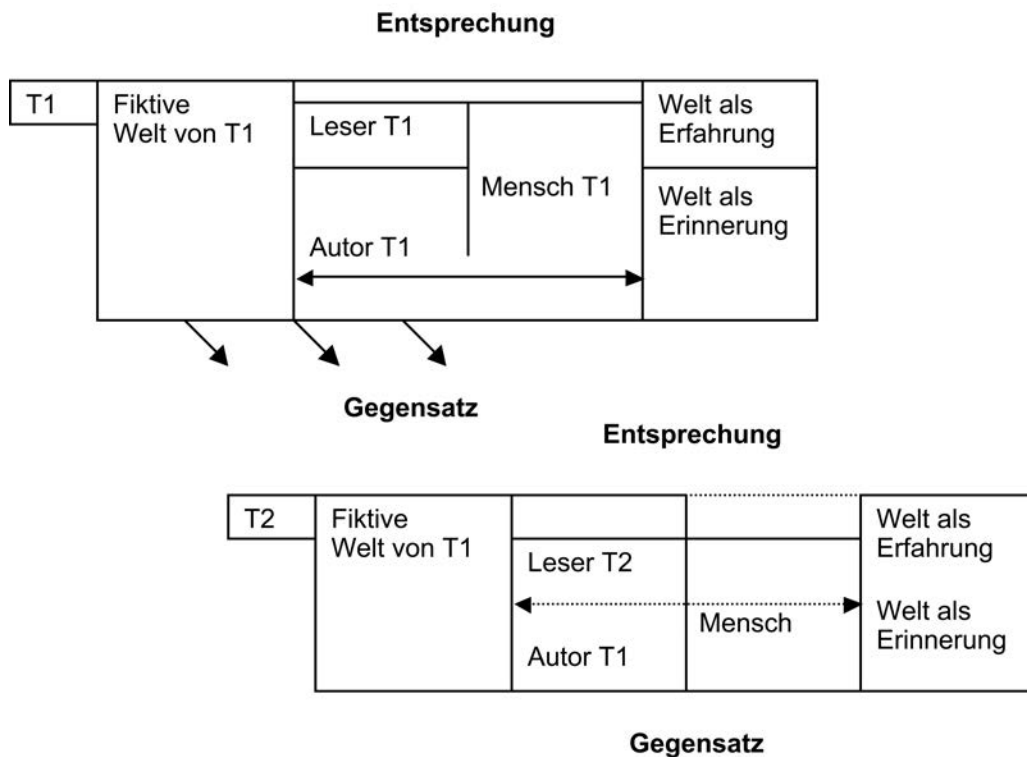 Entsprechung
T1
Fiktive
Welt von T1
Leser T1
Mensch T1
Autor T1
Welt als
Erfahrung
Welt als
Erinnerung
Gegensatz
Entsprechung
T2
Fiktive
Welt von T1
Leser T2
Mensch
Autor T1
Welt als
Erfahrung
Welt als
Erinnerung
Gegensatz